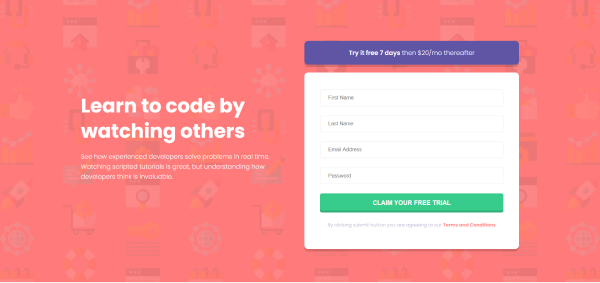 Try it free 7 days then $20/mo thereafter
Learn to code by
watching others
See how experienced developers solve problems in real time.
Watching scripted tutorials is great, but understanding how
developers think is invaluable.
First Name
Last Name
Email Address
Password
CLAIM YOUR FREE TRIAL
By clicking submit button you are agreeing to our Terms and Conditions